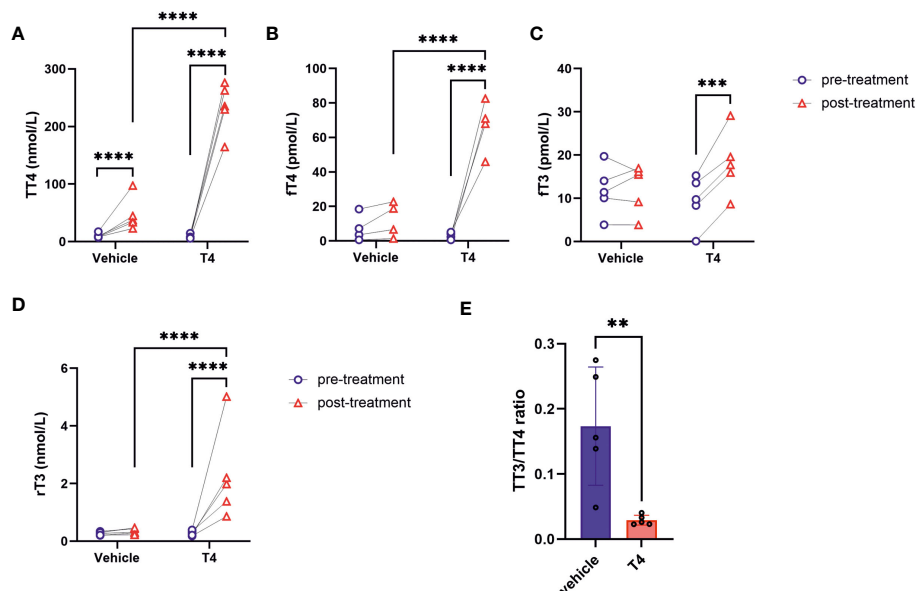 A
TT4 (nmol/L)
300
200
100
0
Vehicle
T4
****
****
****
B
fT4 (pmol/L)
100
80
60
40
20
0
Vehicle
T4
****
****
C
fT3 (pmol/L)
40
30
20
10
0
Vehicle
T4
***
pre-treatment
post-treatment
D
rT3 (nmol/L)
6
4
2
0
Vehicle
T4
****
****
pre-treatment
post-treatment
E
TT3/TT4 ratio
0.3
0.2
0.1
0.0
vehicle
T4
**